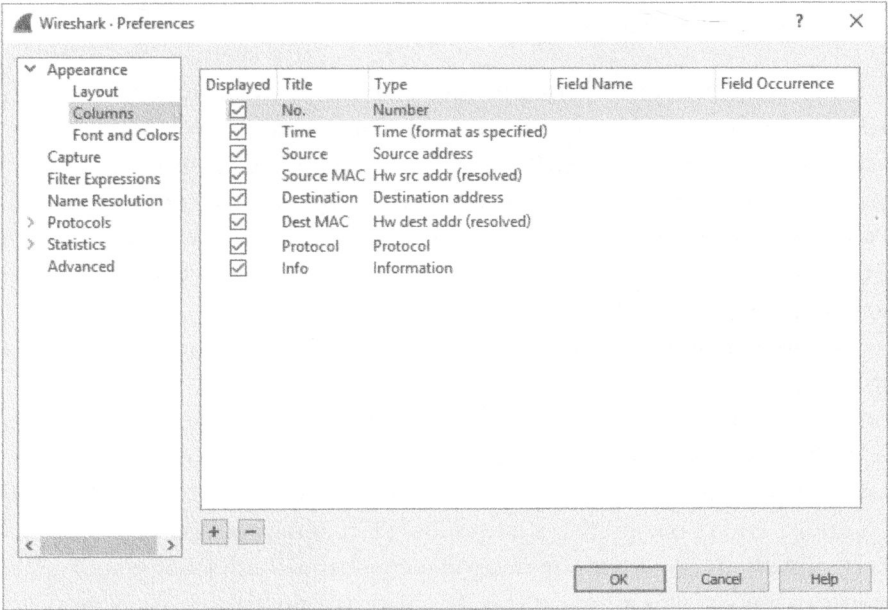 Wireshark · Preferences ? ×
Appearance
Layout
Columns
Font and Colors
Capture
Filter Expressions
Name Resolution
Protocols
Statistics
Advanced
Displayed Title Type Field Name Field Occurrence
No. Number
Time Time (format as specified)
Source Source address
Source MAC Hw src addr (resolved)
Destination Destination address
Dest MAC Hw dest addr (resolved)
Protocol Protocol
Info Information
+ −
OK Cancel Help